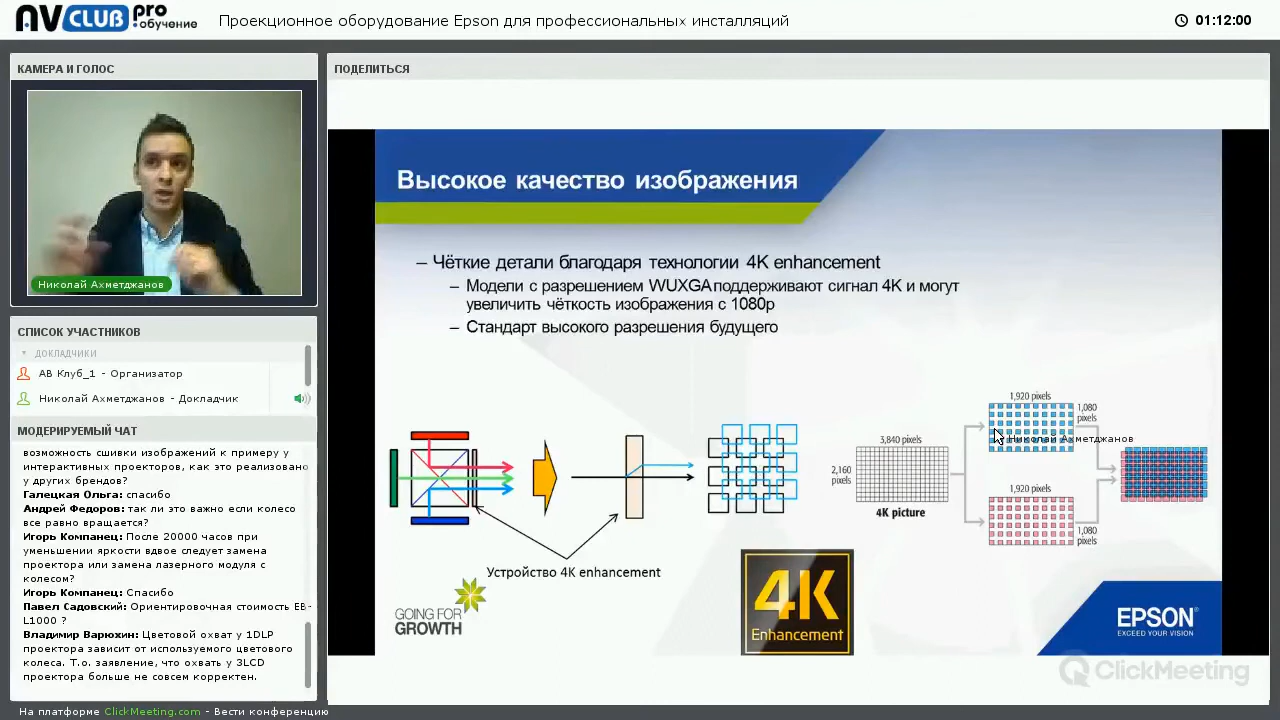 AV CLUB pro •обучение
Проекционное оборудование Epson для профессиональных инсталляций
01:12:00
КАМЕРА И ГОЛОС
Николай Ахметджанов
СПИСОК УЧАСТНИКОВ
ДОКЛАДЧИКИ
АВ Клуб_1 - Организатор
Николай Ахметджанов - Докладчик
МОДЕРИРУЕМЫЙ ЧАТ
возможность сшивки изображений к примеру у
интерактивных проекторов, как это реализовано
у других брендов?
Галецкая Ольга: спасибо
Андрей Федоров: так ли это важно если колесо
все равно вращается?
Игорь Компанец: После 20000 часов при
уменьшении яркости вдвое следует замена
проектора или замена лазерного модуля с
колесом?
Игорь Компанец: Спасибо
Павел Садовский: Ориентировочная стоимость EB-
L1000 ?
Владимир Варюхин: Цветовой охват у 1DLP
проектора зависит от используемого цветового
колеса. Т.о. заявление, что охвать у 3LCD
проектора больше не совсем корректен.
ПОДЕЛИТЬСЯ
Высокое качество изображения
– Чёткие детали благодаря технологии 4K enhancement
– Модели с разрешением WUXGA поддерживают сигнал 4K и могут
увеличить чёткость изображения с 1080p
– Стандарт высокого разрешения будущего
Устройство 4K enhancement
3,840 pixels
2,160 pixels
4K picture
1,920 pixels
1,080 pixels
Николай Ахметджанов
1,920 pixels
1,080 pixels
GOING FOR
GROWTH
4K
Enhancement
EPSON®
EXCEED YOUR VISION
ClickMeeting
На платформе ClickMeeting.com - Вести конференцию